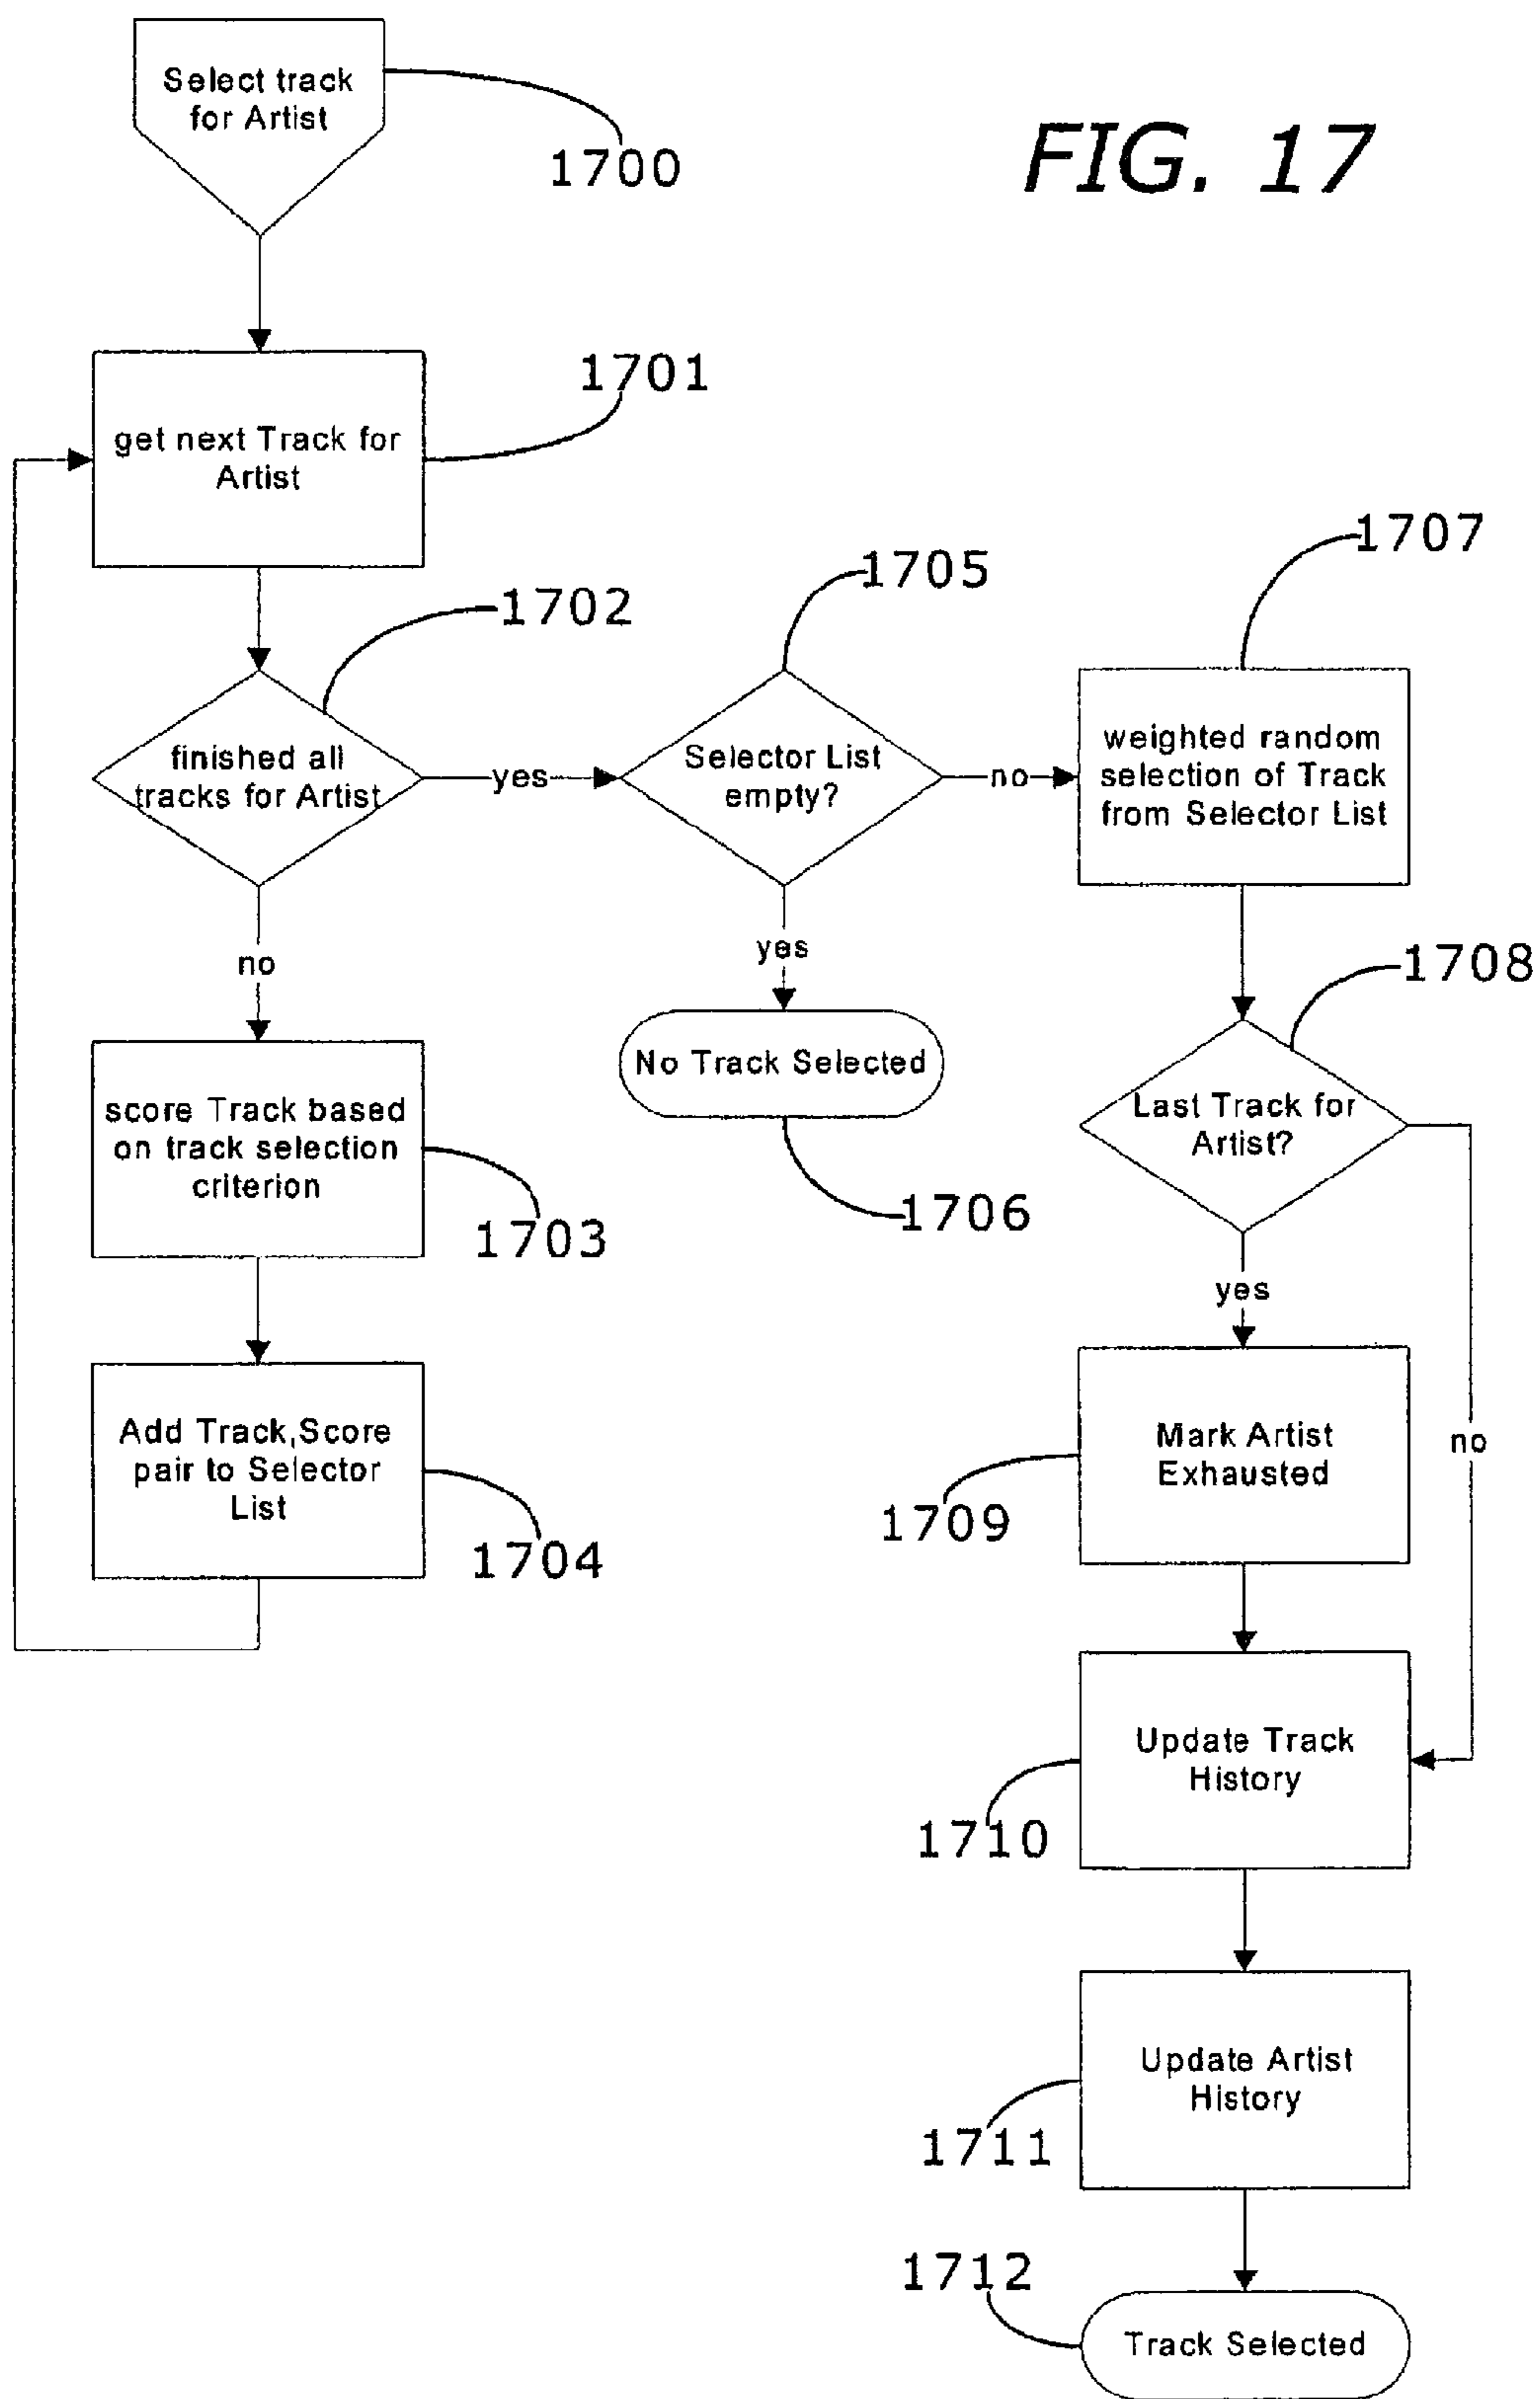 Select track
for Artist
1700
FIG. 17
1701
get next Track for
Artist
1702
finished all
tracks for Artist
yes
1705
Selector List
empty?
no
1707
weighted random
selection of Track
from Selector List
no
yes
1708
No Track Selected
1706
Last Track for
Artist?
score Track based
on track selection
criterion
1703
yes
no
Add Track,Score
pair to Selector
List
1704
Mark Artist
Exhausted
1709
Update Track
History
1710
Update Artist
History
1711
1712
Track Selected